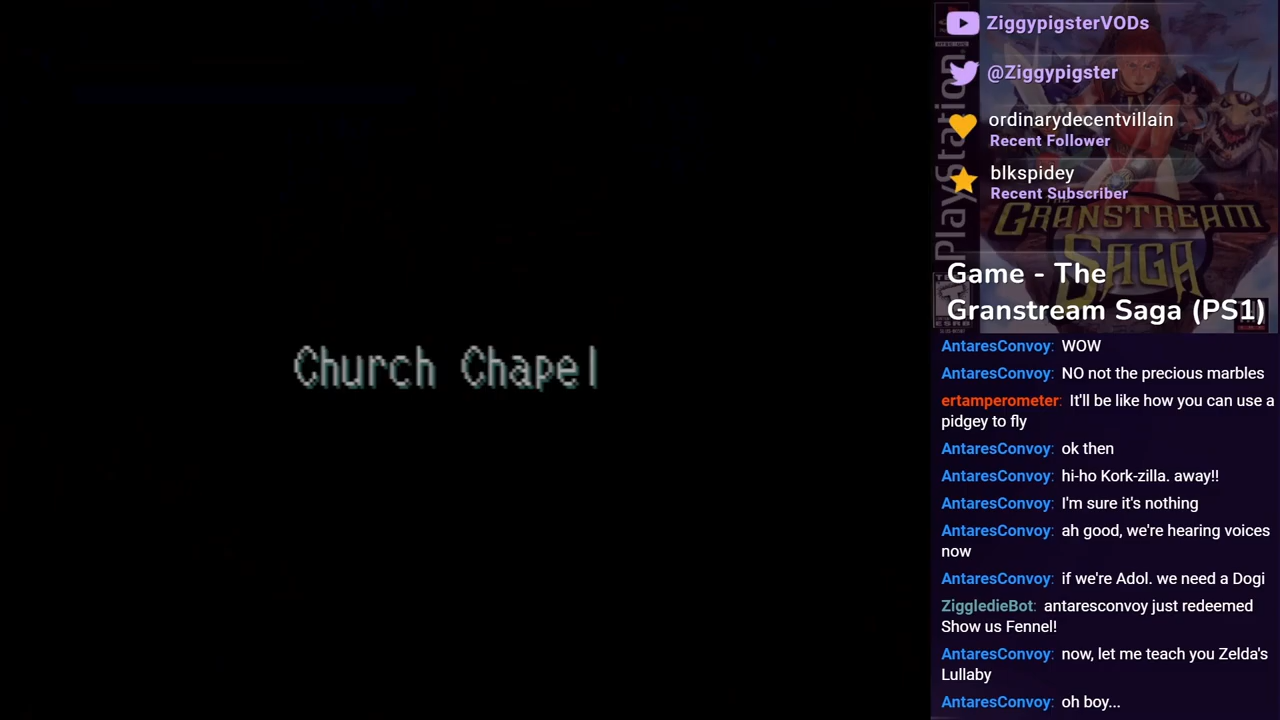 Church Chapel
PlayStation
ZiggypigsterVODs
@Ziggypigster
ordinarydecentvillain
Recent Follower
blkspidey
Recent Subscriber
THE
GRANSTREAM
SAGA
Game - The
Granstream Saga (PS1)
AntaresConvoy: WOW
AntaresConvoy: NO not the precious marbles
ertamperometer: It'll be like how you can use a
pidgey to fly
AntaresConvoy: ok then
AntaresConvoy: hi-ho Kork-zilla. away!!
AntaresConvoy: I'm sure it's nothing
AntaresConvoy: ah good, we're hearing voices
now
AntaresConvoy: if we're Adol. we need a Dogi
ZiggledieBot: antaresconvoy just redeemed
Show us Fennel!
AntaresConvoy: now, let me teach you Zelda's
Lullaby
AntaresConvoy: oh boy...